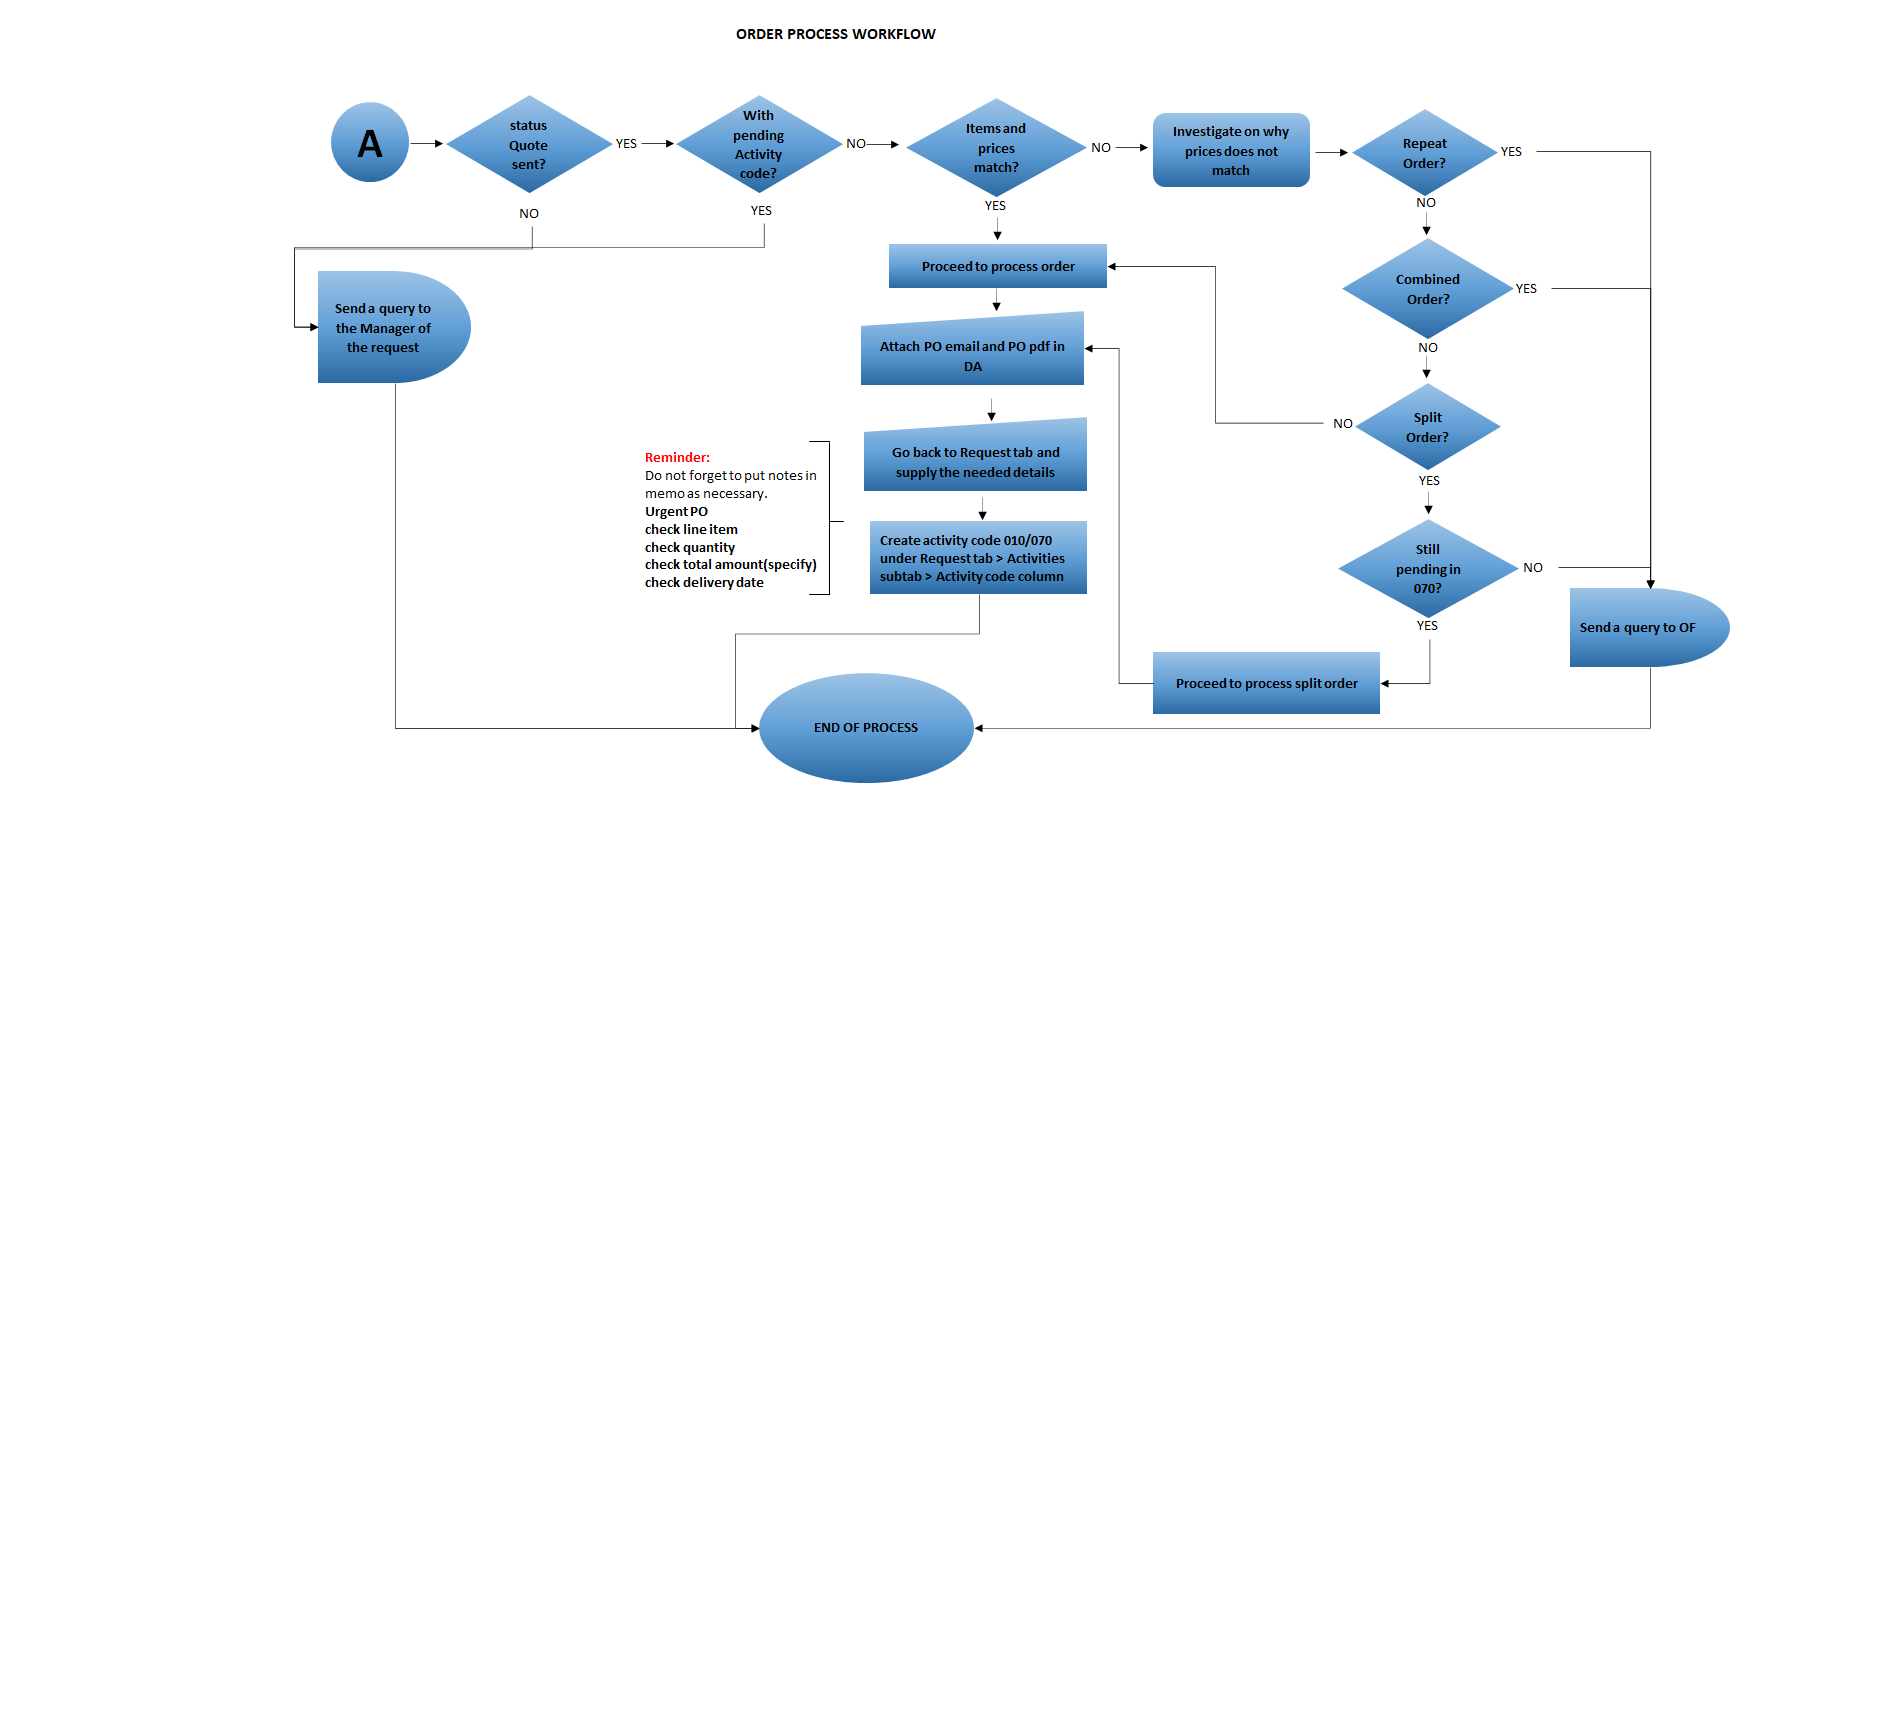 ORDER PROCESS WORKFLOW
A
status
Quote
sent?
YES
NO
With
pending
Activity
code?
NO
YES
Items and
prices
match?
NO
YES
Investigate on why
prices does not
match
Repeat
Order?
YES
NO
Combined
Order?
YES
NO
Split
Order?
NO
YES
Still
pending in
070?
NO
YES
Send a query to
the Manager of
the request
Proceed to process order
Attach PO email and PO pdf in
DA
Go back to Request tab and
supply the needed details
Create activity code 010/070
under Request tab > Activities
subtab > Activity code column
Reminder:
Do not forget to put notes in
memo as necessary.
Urgent PO
check line item
check quantity
check total amount(specify)
check delivery date
Send a query to OF
Proceed to process split order
END OF PROCESS